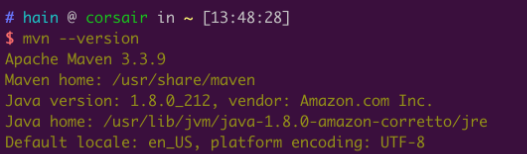 # hain @ corsair in ~ [13:48:28]
$ mvn --version
Apache Maven 3.3.9
Maven home: /usr/share/maven
Java version: 1.8.0_212, vendor: Amazon.com Inc.
Java home: /usr/lib/jvm/java-1.8.0-amazon-corretto/jre
Default locale: en_US, platform encoding: UTF-8